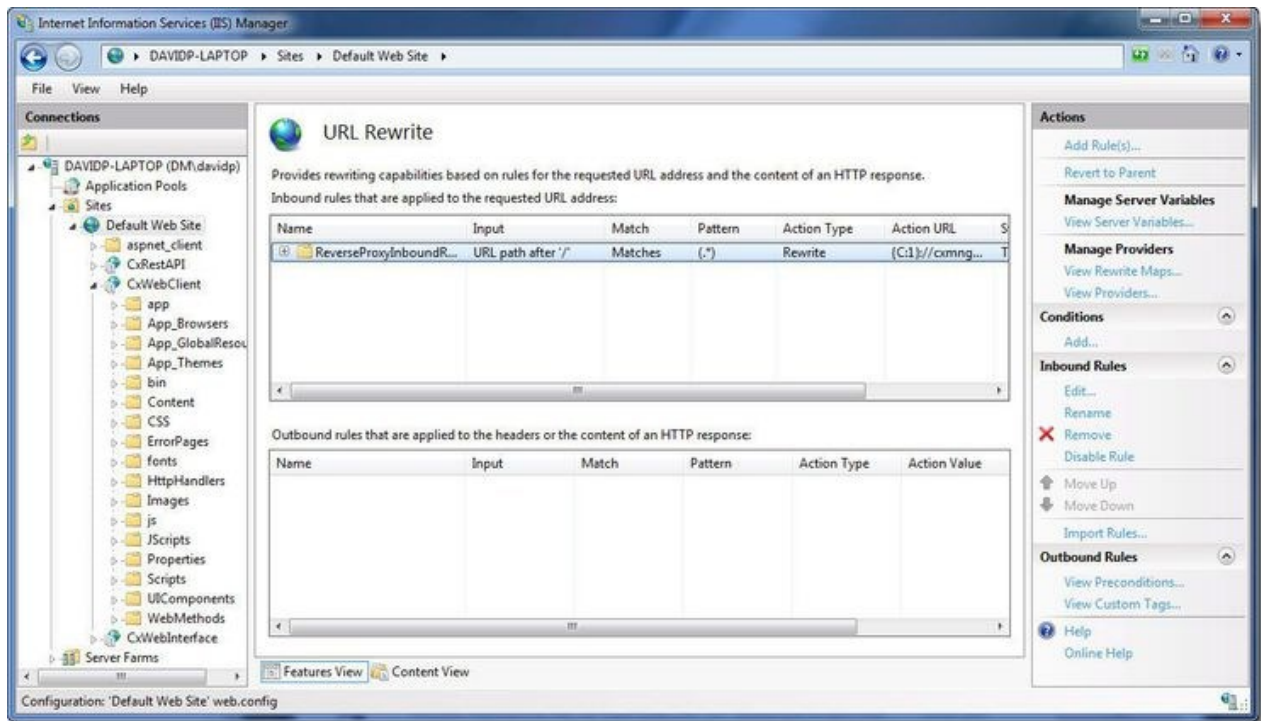 Internet Information Services (IIS) Manager
DAVIDP-LAPTOP Sites Default Web Site
File View Help
Connections
DAVIDP-LAPTOP (DM\davidp)
Application Pools
Sites
Default Web Site
aspnet_client
CxRestAPI
CxWebClient
app
App_Browsers
App_GlobalResou
App_Themes
bin
Content
CSS
ErrorPages
fonts
HttpHandlers
Images
js
JScripts
Properties
Scripts
UIComponents
WebMethods
CxWebInterface
Server Farms
URL Rewrite
Provides rewriting capabilities based on rules for the requested URL address and the content of an HTTP response.
Inbound rules that are applied to the requested URL address:
Name Input Match Pattern Action Type Action URL S
ReverseProxyInboundR... URL path after '/' Matches (.*) Rewrite {C:1}://cxmng... T
Outbound rules that are applied to the headers or the content of an HTTP response:
Name Input Match Pattern Action Type Action Value
Features View Content View
Actions
Add Rule(s)...
Revert to Parent
Manage Server Variables
View Server Variables...
Manage Providers
View Rewrite Maps...
View Providers...
Conditions
Add...
Inbound Rules
Edit...
Rename
Remove
Disable Rule
Move Up
Move Down
Import Rules...
Outbound Rules
View Preconditions...
View Custom Tags...
Help
Online Help
Configuration: 'Default Web Site' web.config